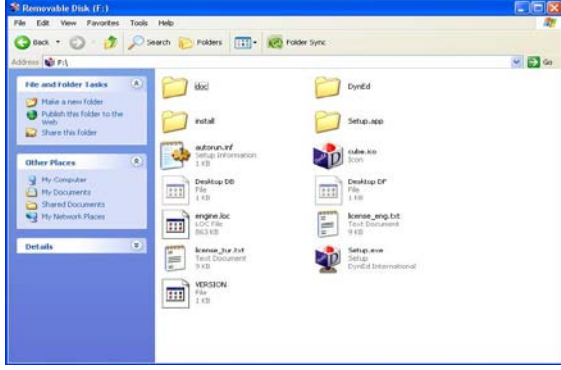 Removable Disk (F:)
File Edit View Favorites Tools Help
Back Search Folders Folder Sync
Address F:\ Go
File and Folder Tasks
Make a new folder
Publish this folder to the
Web
Share this folder
Other Places
My Computer
My Documents
Shared Documents
My Network Places
Details
doc
DynEd
install
Setup.app
autorun.inf
Setup Information
1 KB
cube.ico
Icon
Desktop DB
File
1 KB
Desktop DF
File
1 KB
engine.loc
LOC File
863 KB
license_eng.txt
Text Document
9 KB
license_tur.txt
Text Document
9 KB
Setup.exe
Setup
DynEd International
VERSION
File
1 KB